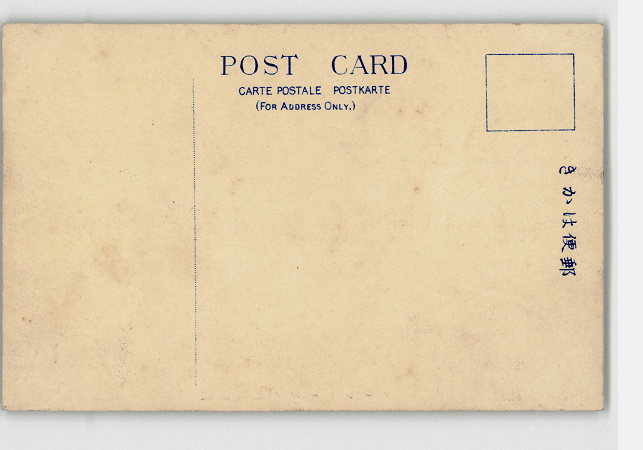 POST CARD
CARTE POSTALE POSTKARTE
(FOR ADDRESS ONLY.)
きかは便郵